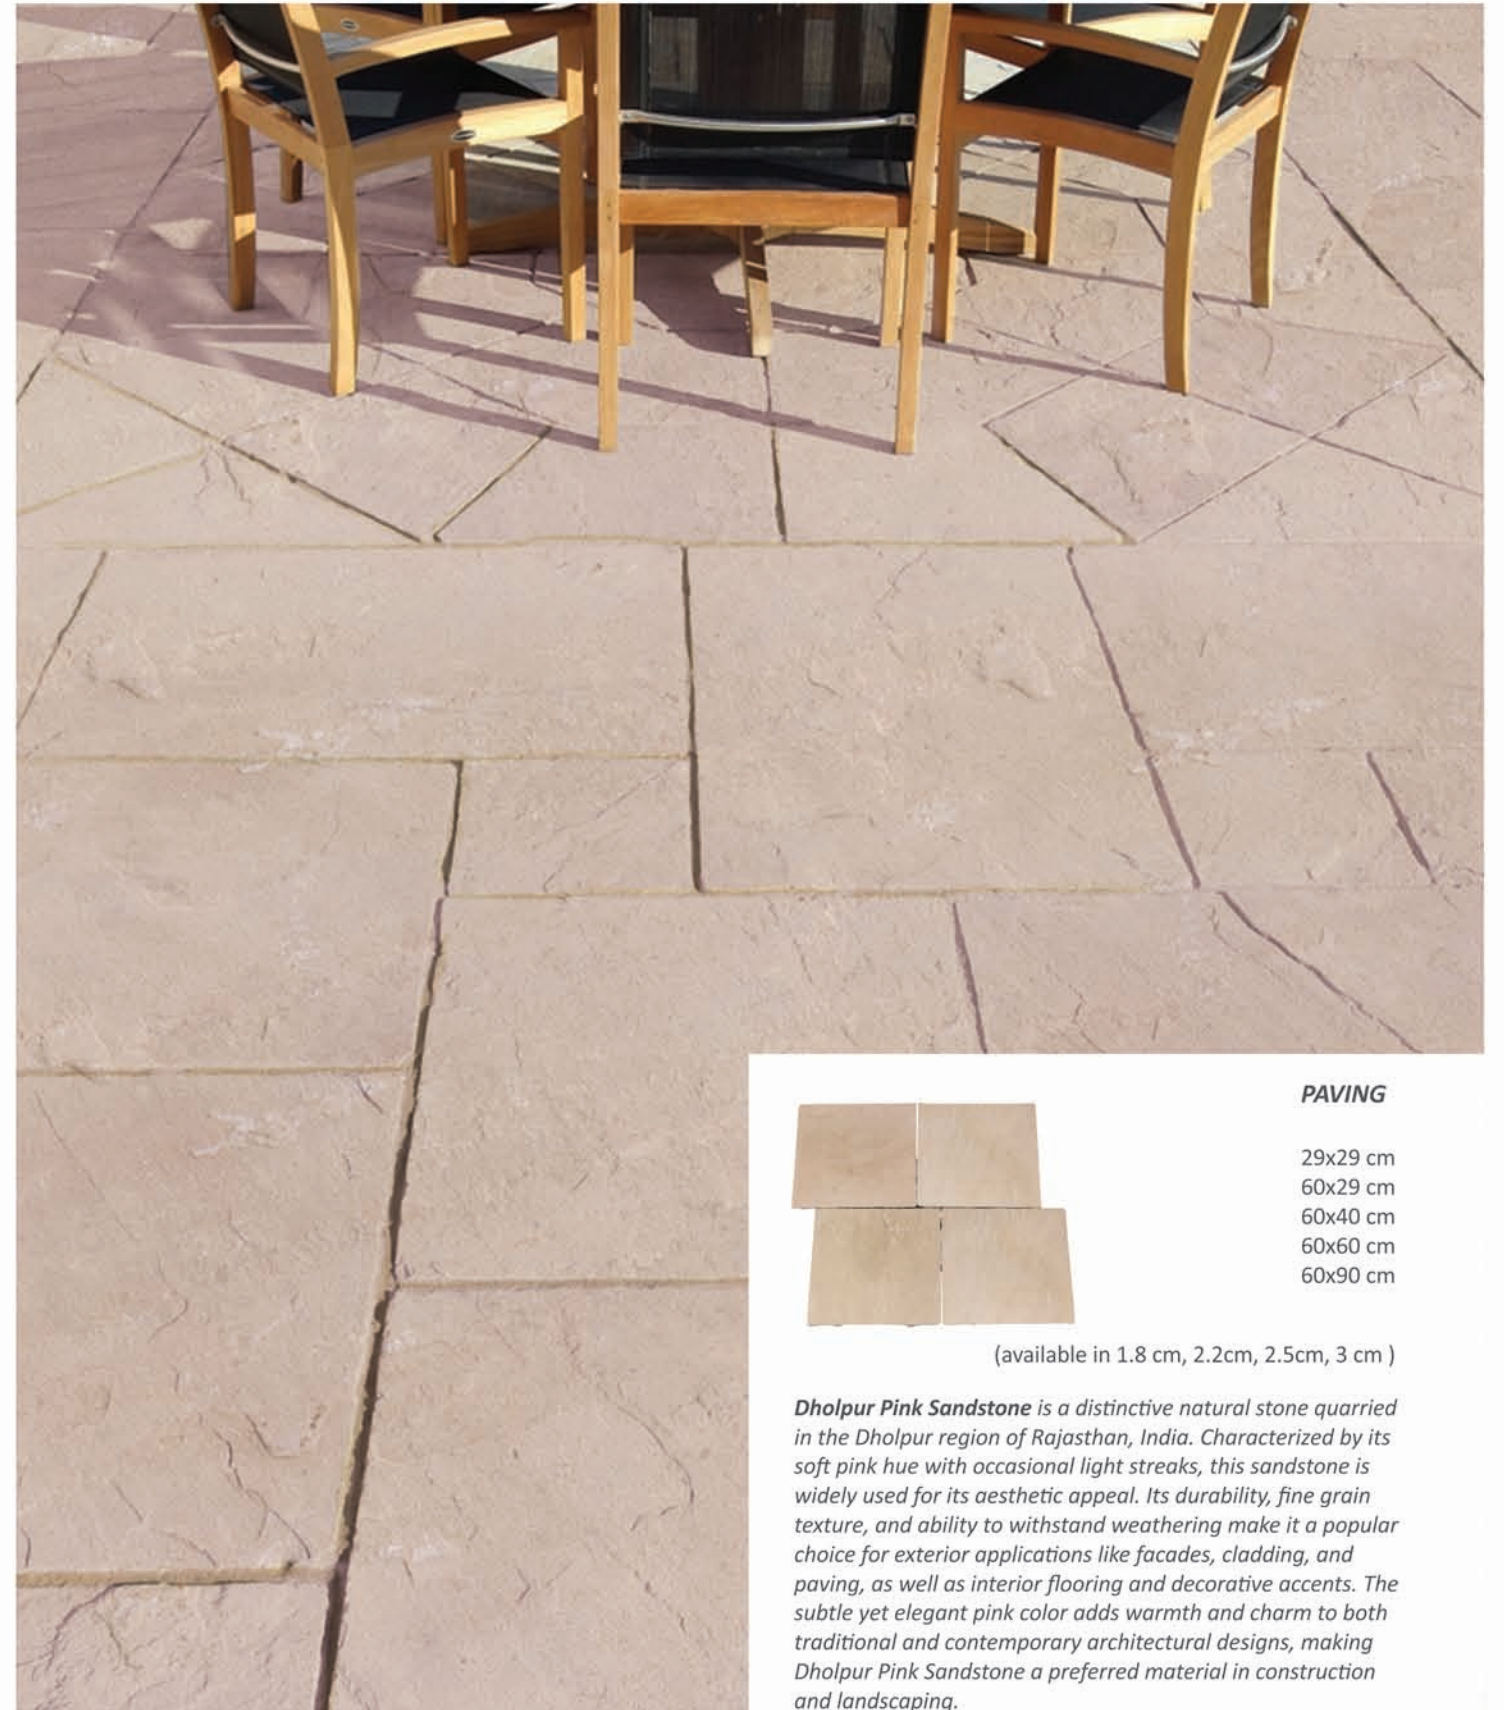 PAVING
29x29 cm
60x29 cm
60x40 cm
60x60 cm
60x90 cm
(available in 1.8 cm, 2.2cm, 2.5cm, 3 cm )
Dholpur Pink Sandstone is a distinctive natural stone quarried
in the Dholpur region of Rajasthan, India. Characterized by its
soft pink hue with occasional light streaks, this sandstone is
widely used for its aesthetic appeal. Its durability, fine grain
texture, and ability to withstand weathering make it a popular
choice for exterior applications like facades, cladding, and
paving, as well as interior flooring and decorative accents. The
subtle yet elegant pink color adds warmth and charm to both
traditional and contemporary architectural designs, making
Dholpur Pink Sandstone a preferred material in construction
and landscaping.